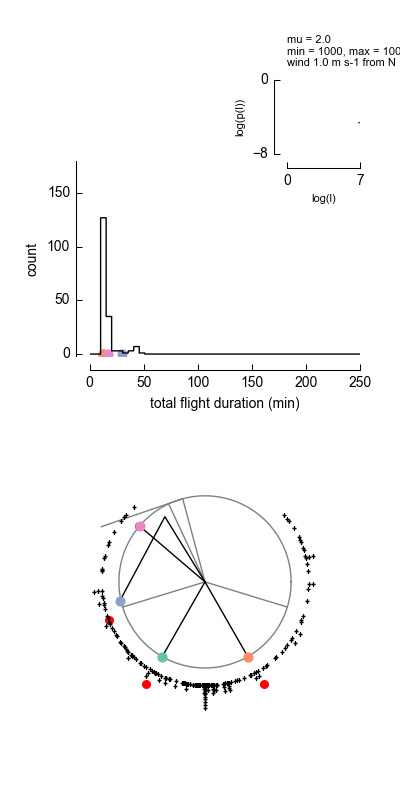 mu = 2.0
min = 1000, max = 100
wind 1.0 m s-1 from N
0
log(p(l))
−8
0 7
log(l)
150
100
50
0
count
0 50 100 150 200 250
total flight duration (min)